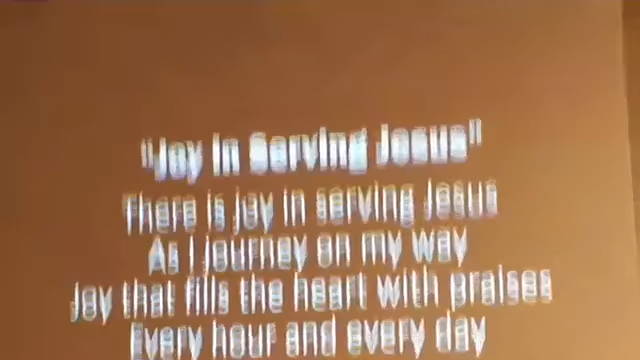 "Joy In Serving Jesus"
There is joy in serving Jesus
As I journey on my way
Joy that fills the heart with praises
Every hour and every day